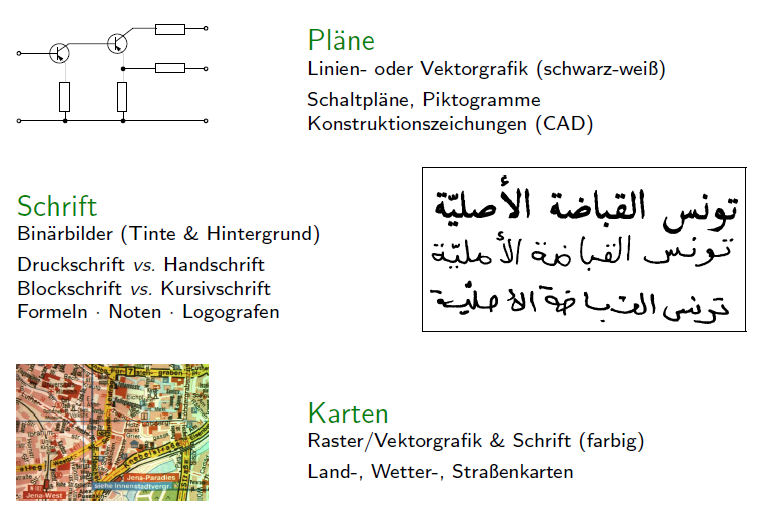 Pläne
Linien- oder Vektorgrafik (schwarz-weiß)
Schaltpläne, Piktogramme
Konstruktionszeichungen (CAD)
Schrift
Binärbilder (Tinte & Hintergrund)
Druckschrift vs. Handschrift
Blockschrift vs. Kursivschrift
Formeln · Noten · Logografen
تونس القباضة الأصليّة
تونس القباضة الأصليّة
تونس القباضة الأصليّة
Jena-Paradies
siehe Innenstadtvergr.
Jena-West
Karten
Raster/Vektorgrafik & Schrift (farbig)
Land-, Wetter-, Straßenkarten